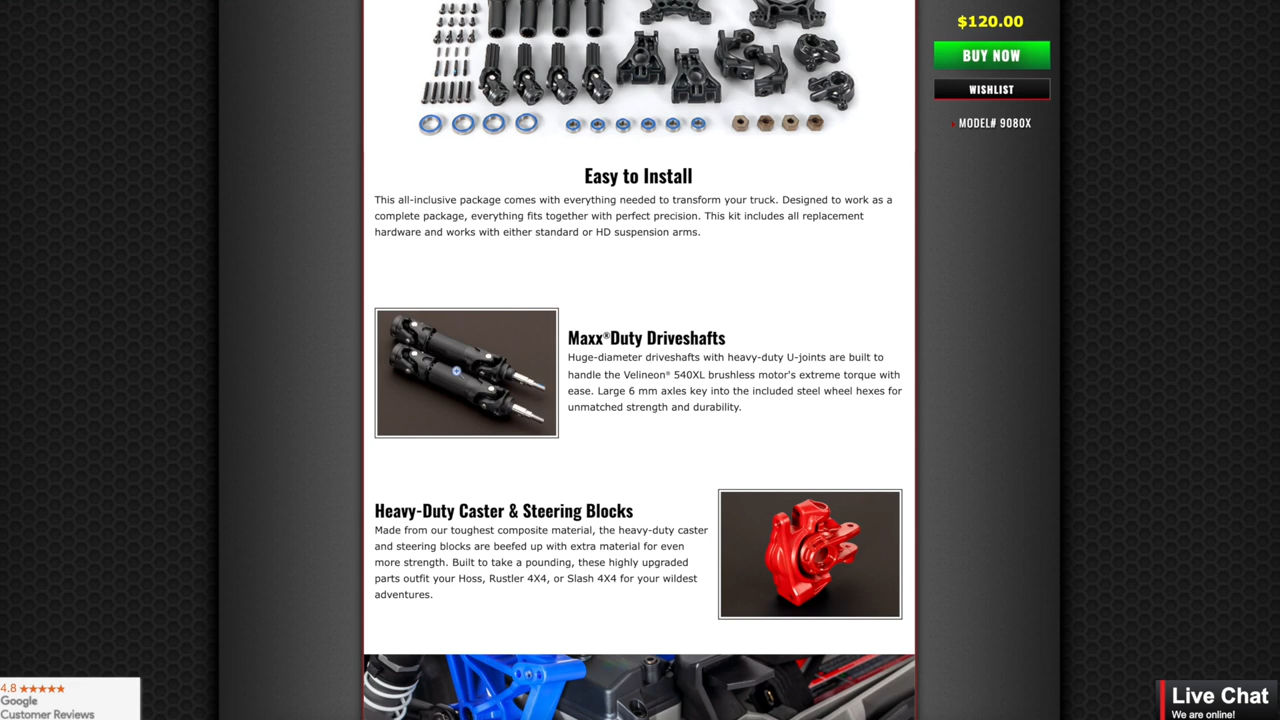 $120.00
BUY NOW
WISHLIST
MODEL# 9080X
Easy to Install
This all-inclusive package comes with everything needed to transform your truck. Designed to work as a
complete package, everything fits together with perfect precision. This kit includes all replacement
hardware and works with either standard or HD suspension arms.
Maxx®Duty Driveshafts
Huge-diameter driveshafts with heavy-duty U-joints are built to
handle the Velineon® 540XL brushless motor's extreme torque with
ease. Large 6 mm axles key into the included steel wheel hexes for
unmatched strength and durability.
Heavy-Duty Caster & Steering Blocks
Made from our toughest composite material, the heavy-duty caster
and steering blocks are beefed up with extra material for even
more strength. Built to take a pounding, these highly upgraded
parts outfit your Hoss, Rustler 4X4, or Slash 4X4 for your wildest
adventures.
4.8 ★★★★★
Google
Customer Reviews
Live Chat
We are online!